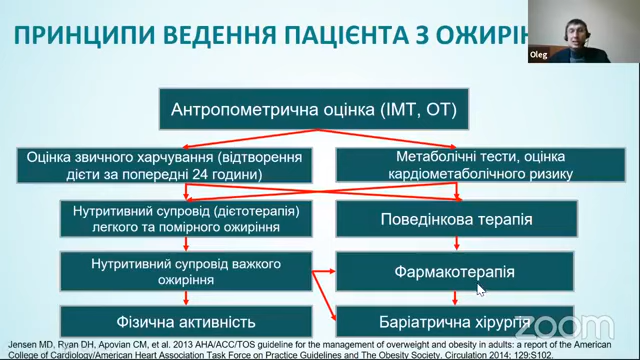 ПРИНЦИПИ ВЕДЕННЯ ПАЦІЄНТА З
Oleg
Антропометрична оцінка (ІМТ, ОТ)
Оцінка звичного харчування (відтворення
дієти за попередні 24 години)
Метаболічні тести, оцінка
кардіометаболічного ризику
Нутритивний супровід (дієтотерапія)
легкого та помірного ожиріння
Поведінкова терапія
Нутритивний супровід важкого
ожиріння
Фармакотерапія
Фізична активність
Баріатрична хірургія
zoom
Jensen MD, Ryan DH, Apovian CM, et al. 2013 AHA/ACC/TOS guideline for the management of overweight and obesity in adults: a report of the American
College of Cardiology/American Heart Association Task Force on Practice Guidelines and The Obesity Society. Circulation 2014; 129:S102.